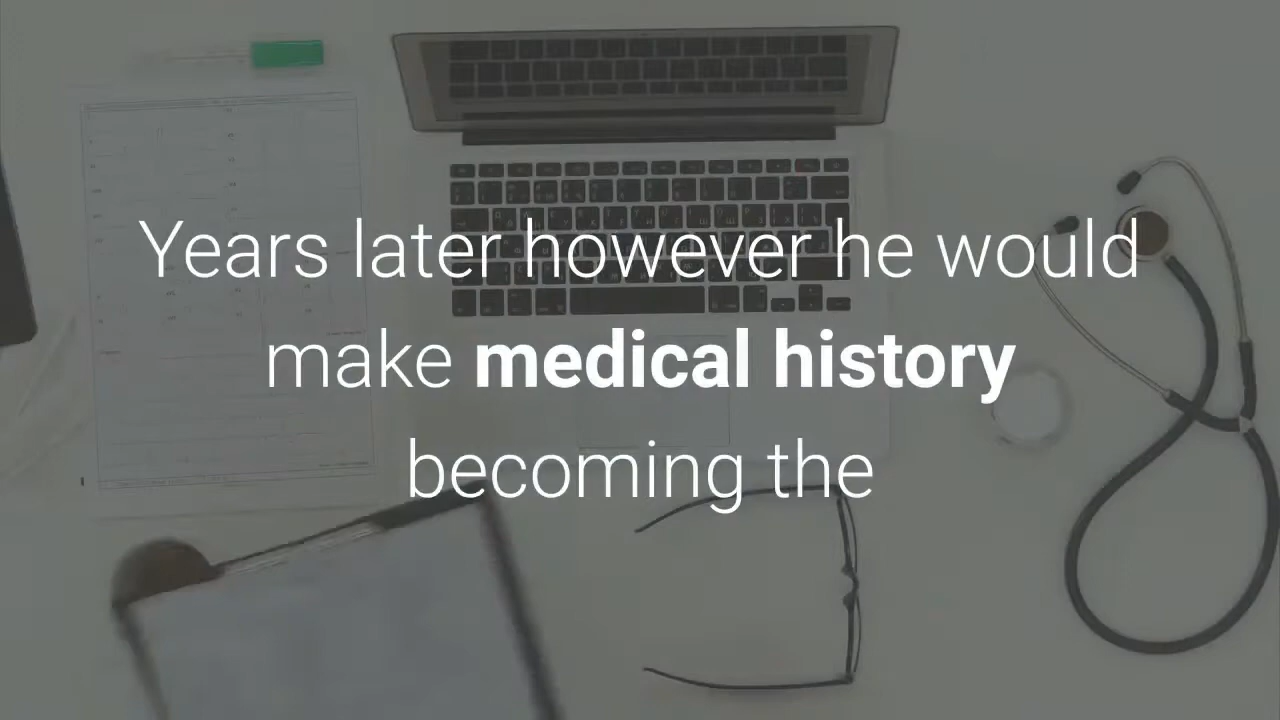 Years later however he would
make medical history
becoming the